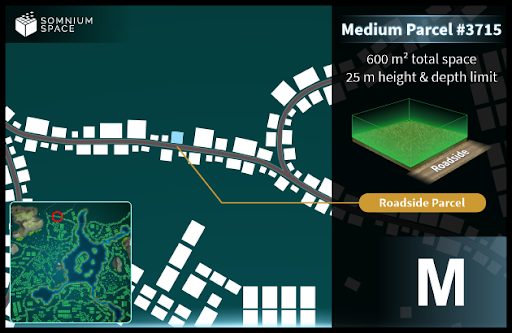 SOMNIUM
SPACE
Medium Parcel #3715
600 m² total space
25 m height & depth limit
Roadside
Roadside Parcel
M